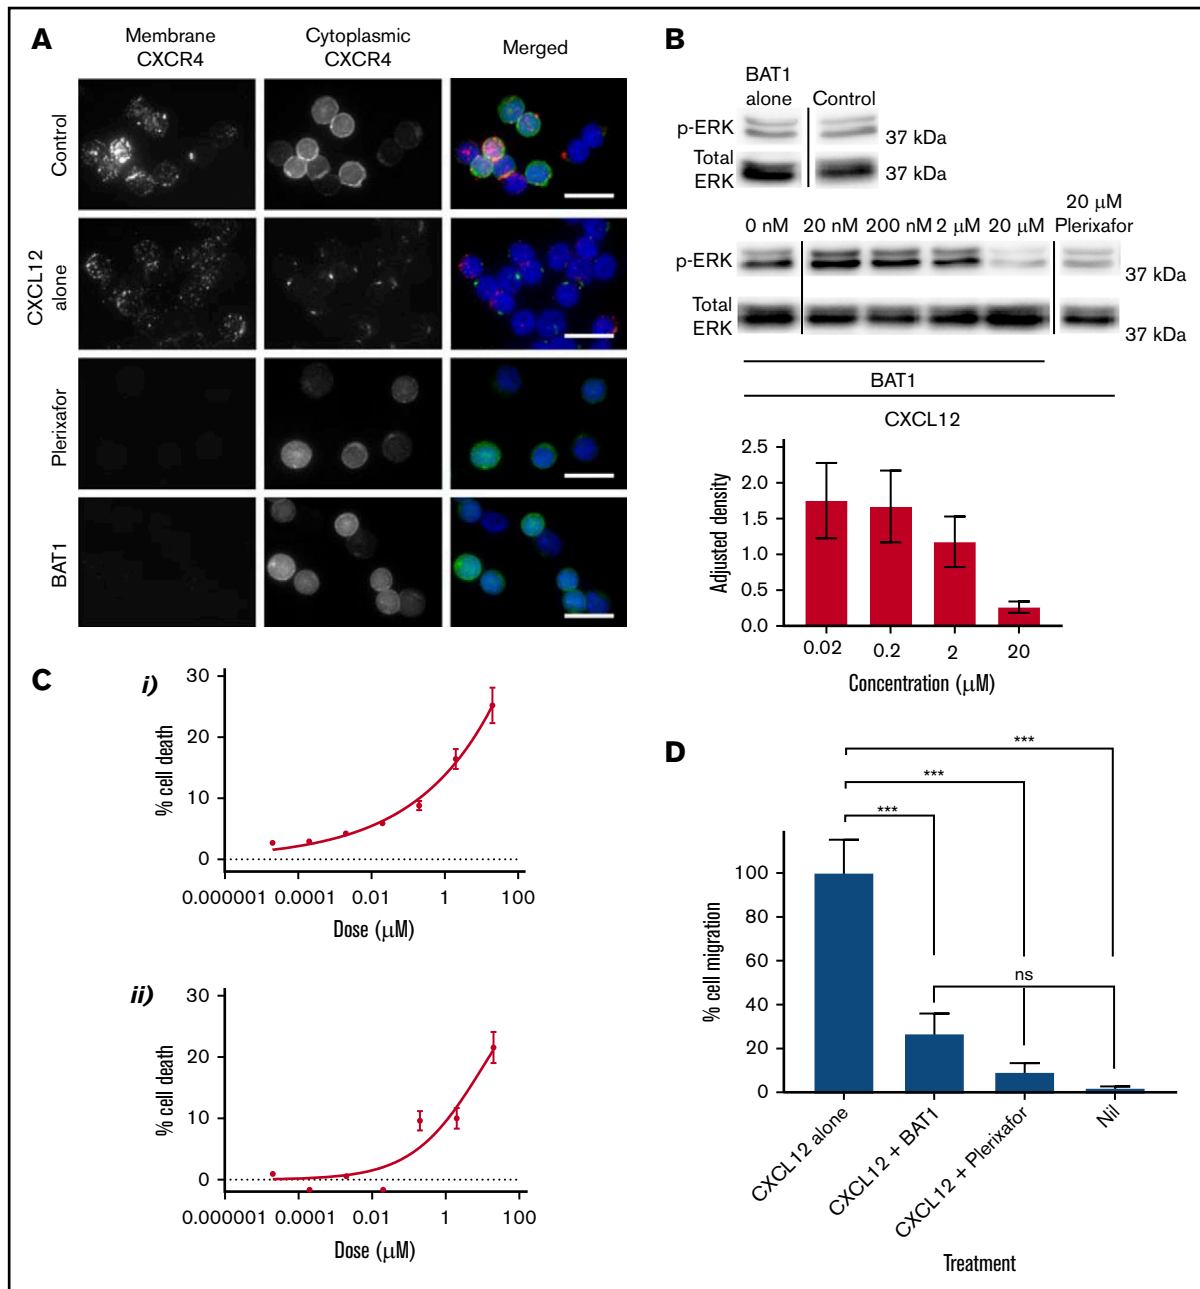 A
Membrane
CXCR4
Cytoplasmic
CXCR4
Merged
Control
CXCL12
alone
Plerixafor
BAT1
B
BAT1
alone
Control
p-ERK
37 kDa
Total
ERK
37 kDa
0 nM
20 nM
200 nM
2 µM
20 µM
20 µM
Plerixafor
p-ERK
37 kDa
Total
ERK
37 kDa
BAT1
CXCL12
Adjusted density
2.5
2.0
1.5
1.0
0.5
0.0
0.02
0.2
2
20
Concentration (µM)
C
i)
% cell death
30
20
10
0
0.000001
0.0001
0.01
1
100
Dose (µM)
ii)
% cell death
30
20
10
0
0.000001
0.0001
0.01
1
100
Dose (µM)
D
***
***
***
ns
% cell migration
100
80
60
40
20
0
CXCL12 alone
CXCL12 + BAT1
CXCL12 + Plerixafor
Nil
Treatment